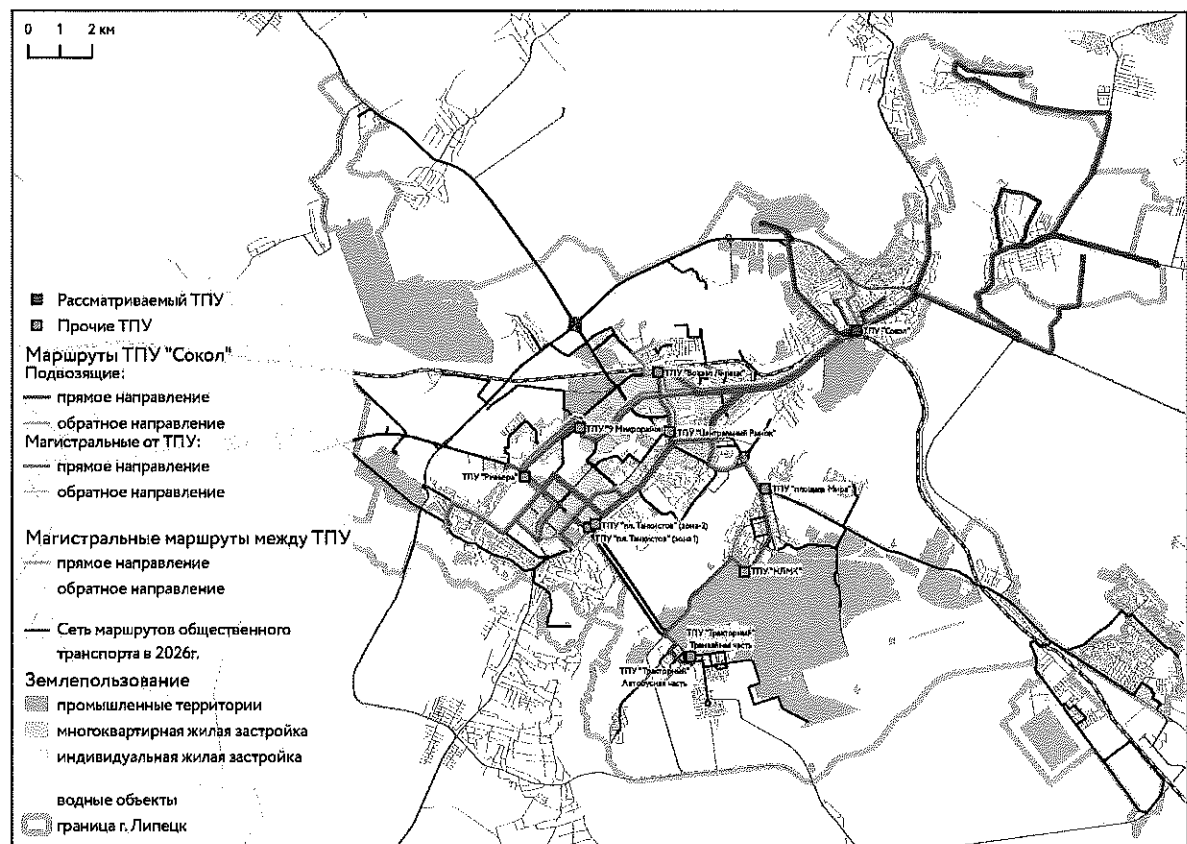 0 1 2 км
Рассматриваемый ТПУ
Прочие ТПУ
Маршруты ТПУ "Сокол"
Подвозящие:
прямое направление
обратное направление
Магистральные от ТПУ:
прямое направление
обратное направление
Магистральные маршруты между ТПУ
прямое направление
обратное направление
Сеть маршрутов общественного
транспорта в 2026г.
Землепользование
промышленные территории
многоквартирная жилая застройка
индивидуальная жилая застройка
водные объекты
граница г. Липецк
ТПУ "Сокол"
ТПУ "Вокзал Липецк"
ТПУ "9 Микрорайон"
ТПУ "Центральный Рынок"
ТПУ "Ривьера"
ТПУ "площадь Мира"
ТПУ "пл. Танкистов" (зона-2)
ТПУ "пл. Танкистов" (зона 1)
ТПУ "НЛМК"
ТПУ "Тракторный"
Трамвайная часть
ТПУ "Тракторный"
Автобусная часть